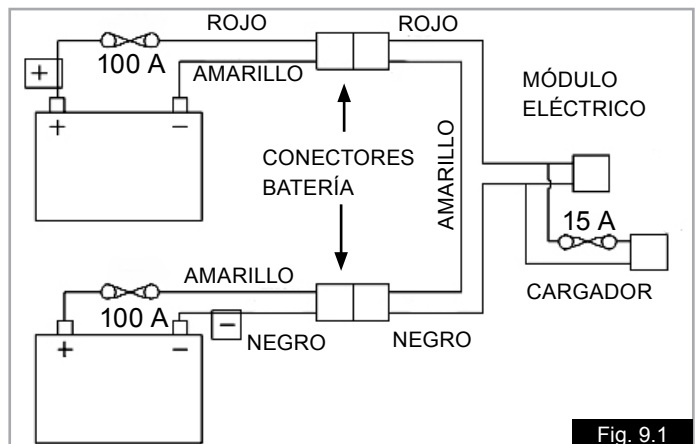 ROJO
ROJO
100 A
+
AMARILLO
+ −
MÓDULO
ELÉCTRICO
CONECTORES
BATERÍA
AMARILLO
15 A
CARGADOR
AMARILLO
100 A
−
NEGRO
NEGRO
+ −
Fig. 9.1